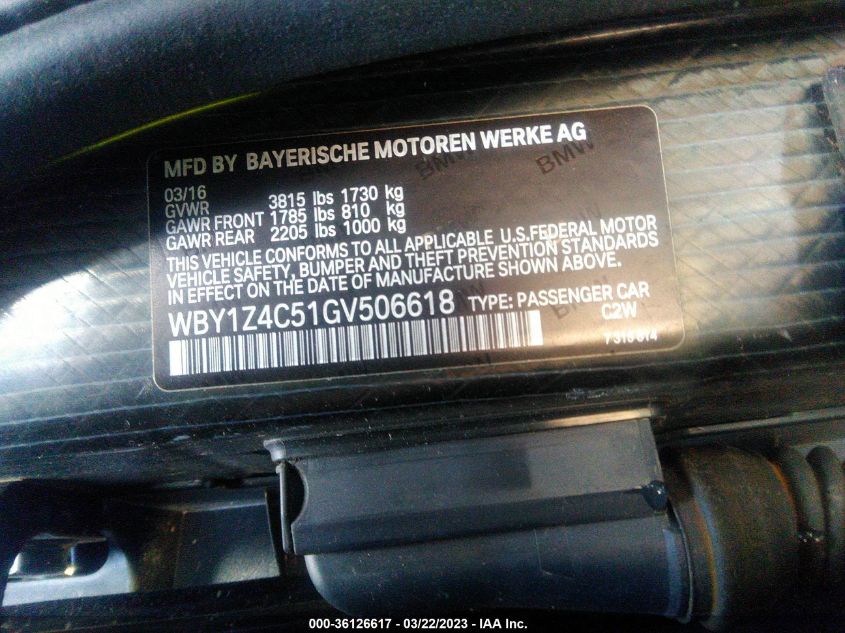 MFD BY BAYERISCHE MOTOREN WERKE AG
03/16
GVWR 3815 lbs 1730 kg
GAWR FRONT 1785 lbs 810 kg
GAWR REAR 2205 lbs 1000 kg
THIS VEHICLE CONFORMS TO ALL APPLICABLE U.S.FEDERAL MOTOR
VEHICLE SAFETY, BUMPER AND THEFT PREVENTION STANDARDS
IN EFFECT ON THE DATE OF MANUFACTURE SHOWN ABOVE.
WBY1Z4C51GV506618 TYPE: PASSENGER CAR
C2W
BMW
BMW
000-36126617 - 03/22/2023 - IAA Inc.